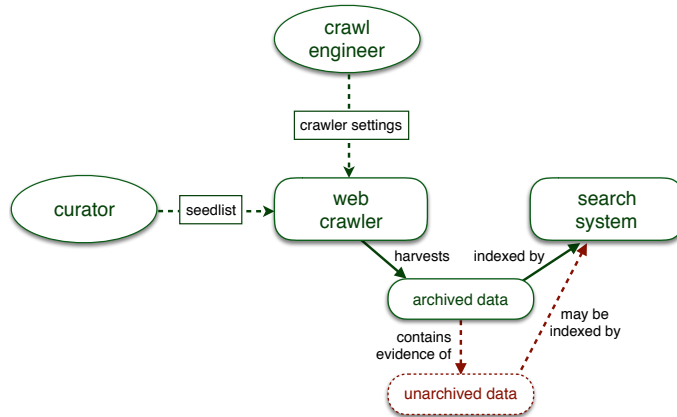 crawl
engineer
crawler settings
curator
seedlist
web
crawler
search
system
harvests
indexed by
archived data
contains
evidence of
may be
indexed by
unarchived data